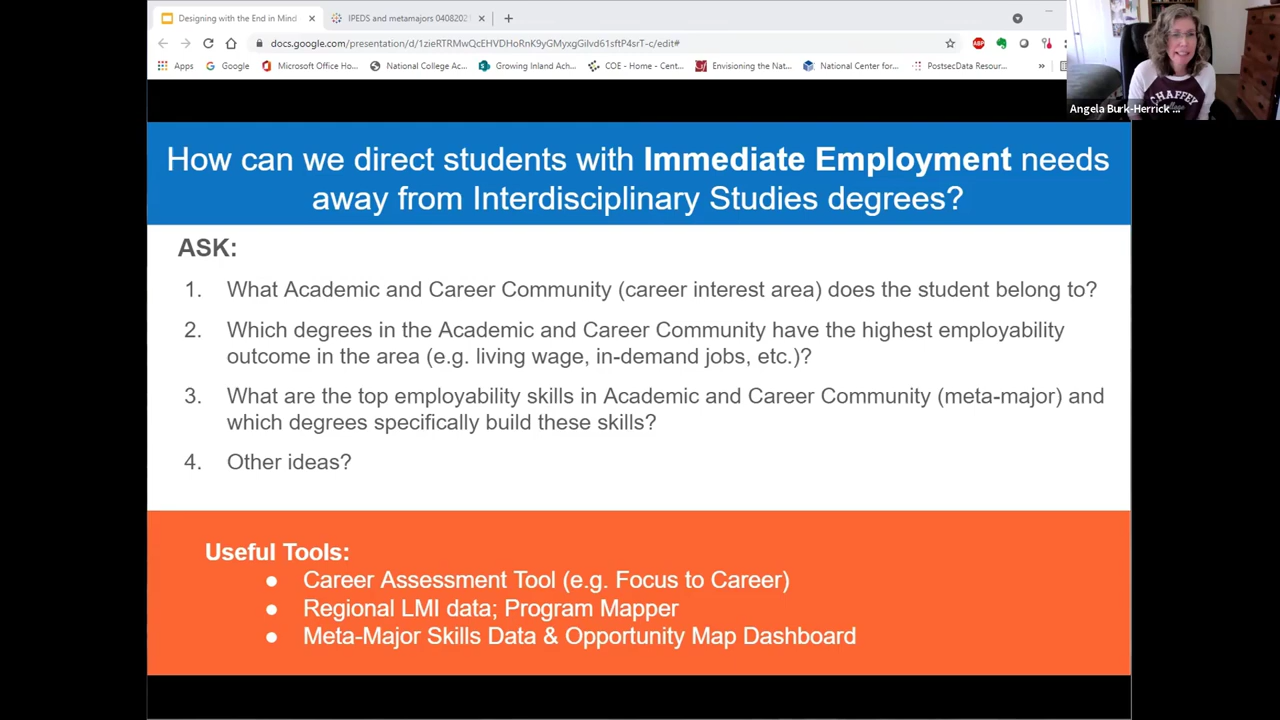 Designing with the End in Mind
IPEDS and metamajors 0408202
docs.google.com/presentation/d/1zieRTRMwQcEHVDHoRnK9yGMyxgGilvd61sftP4srT-c/edit#
Apps
Google
Microsoft Office Ho...
National College Ac...
Growing Inland Ach...
COE - Home - Cent...
Envisioning the Nat...
National Center for...
PostsecData Resour...
»
CHAFFEY
College
Angela Burk-Herrick ...
How can we direct students with Immediate Employment needs
away from Interdisciplinary Studies degrees?
ASK:
1. What Academic and Career Community (career interest area) does the student belong to?
2. Which degrees in the Academic and Career Community have the highest employability
outcome in the area (e.g. living wage, in-demand jobs, etc.)?
3. What are the top employability skills in Academic and Career Community (meta-major) and
which degrees specifically build these skills?
4. Other ideas?
Useful Tools:
● Career Assessment Tool (e.g. Focus to Career)
● Regional LMI data; Program Mapper
● Meta-Major Skills Data & Opportunity Map Dashboard